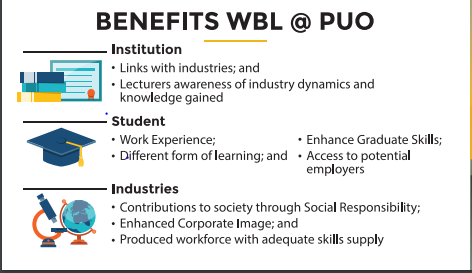 BENEFITS WBL @ PUO
Institution
• Links with industries; and
• Lecturers awareness of industry dynamics and
knowledge gained
Student
• Work Experience;
• Different form of learning; and
• Enhance Graduate Skills;
• Access to potential
employers
Industries
• Contributions to society through Social Responsibility;
• Enhanced Corporate Image; and
• Produced workforce with adequate skills supply